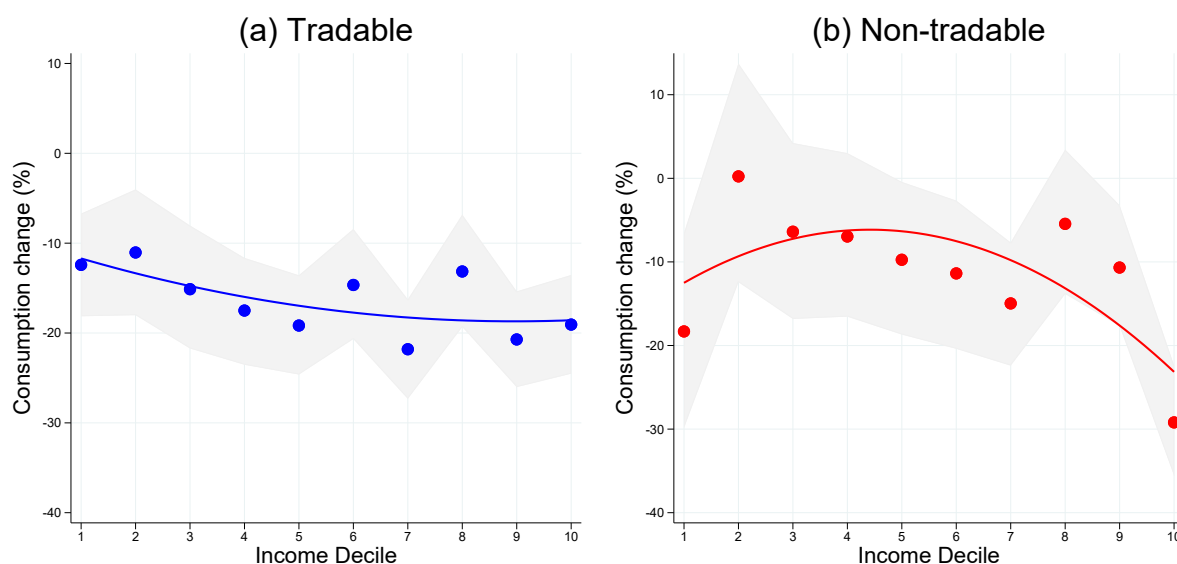 (a) Tradable
Consumption change (%)
10
0
-10
-20
-30
-40
1 2 3 4 5 6 7 8 9 10
Income Decile
(b) Non-tradable
Consumption change (%)
10
0
-10
-20
-30
-40
1 2 3 4 5 6 7 8 9 10
Income Decile